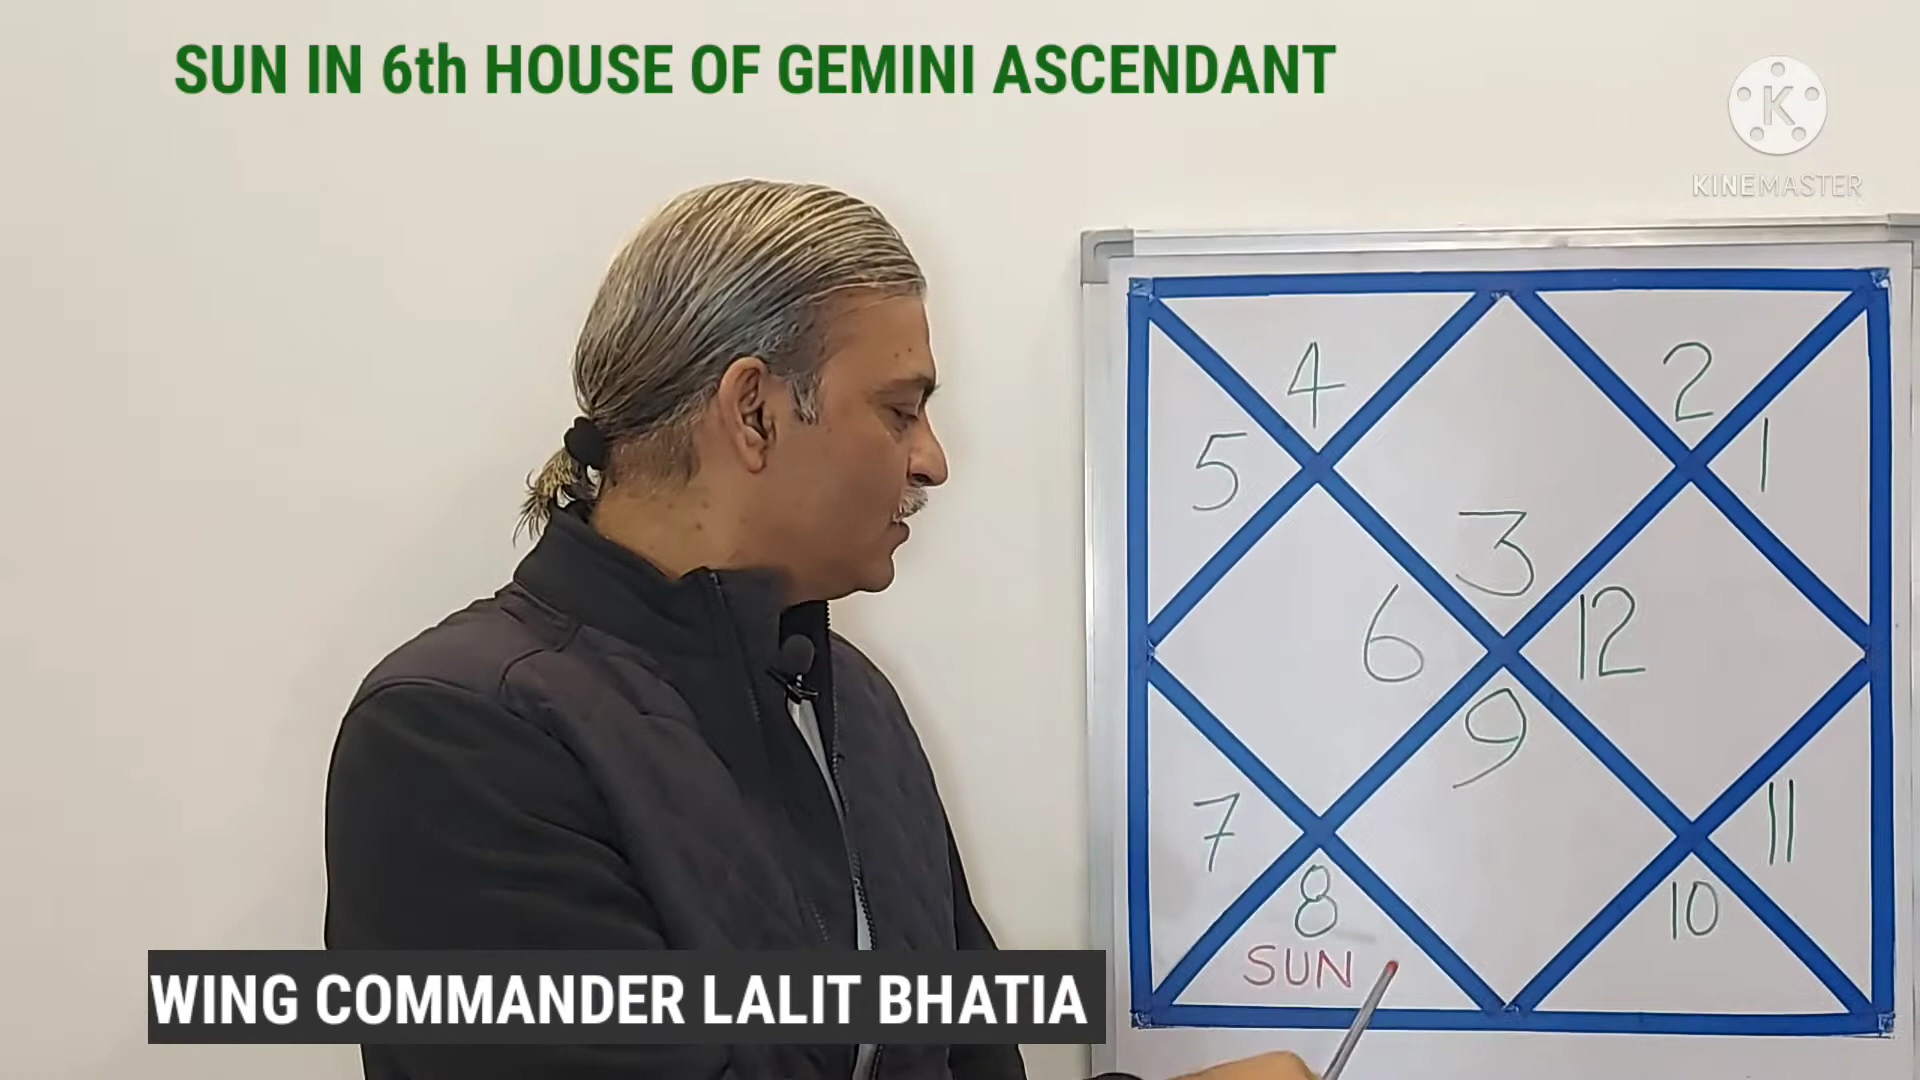 SUN IN 6th HOUSE OF GEMINI ASCENDANT
K
KINEMASTER
4
2
5
1
3
6
12
9
7
11
8
10
SUN
WING COMMANDER LALIT BHATIA